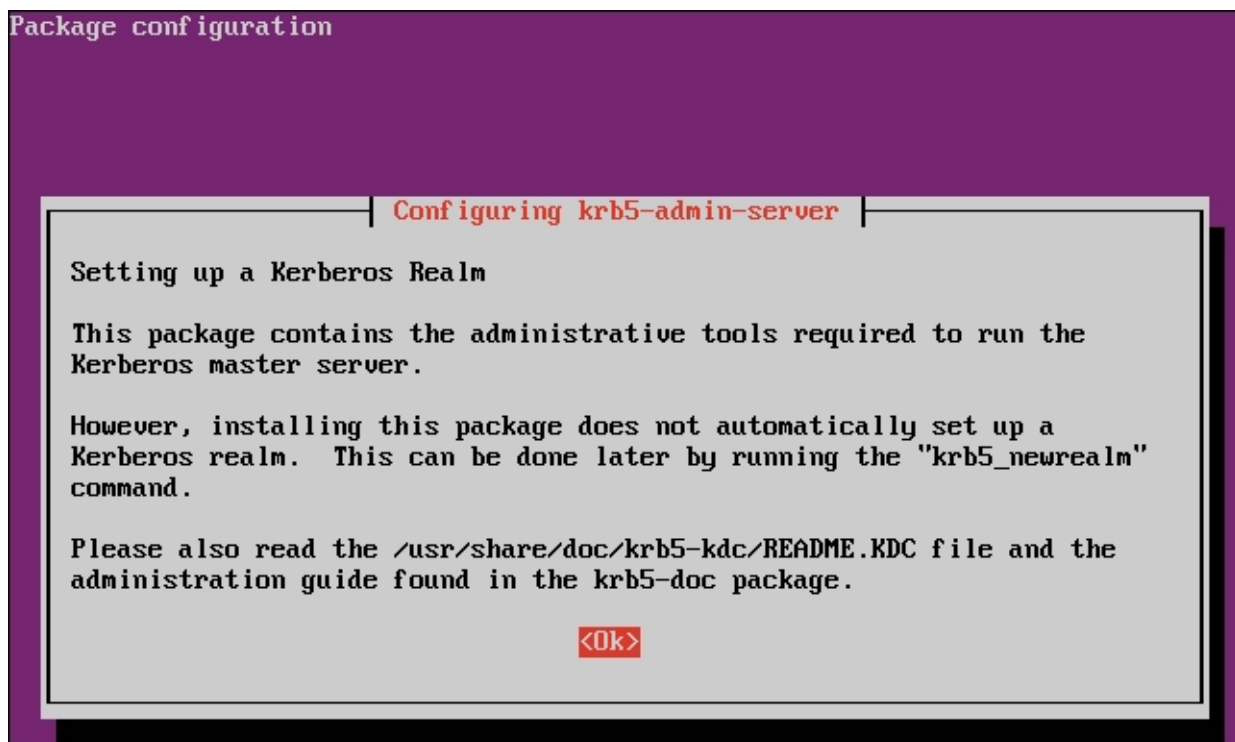 Package configuration
Configuring krb5-admin-server
Setting up a Kerberos Realm
This package contains the administrative tools required to run the
Kerberos master server.
However, installing this package does not automatically set up a
Kerberos realm.  This can be done later by running the "krb5_newrealm"
command.
Please also read the /usr/share/doc/krb5-kdc/README.KDC file and the
administration guide found in the krb5-doc package.
<Ok>